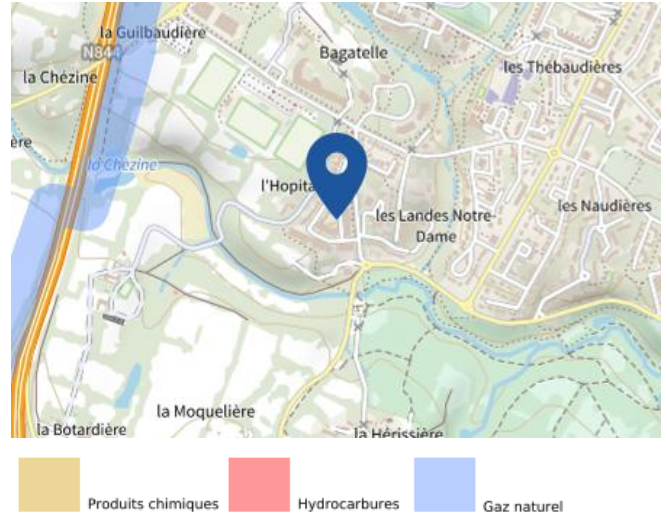 la Guilbaudière
N844
Bagatelle
la Chézine
les Thébaudières
la Chézine
l'Hopita
les Landes Notre-
Dame
les Naudières
la Moquelière
la Botardière
la Hérissière
Produits chimiques
Hydrocarbures
Gaz naturel